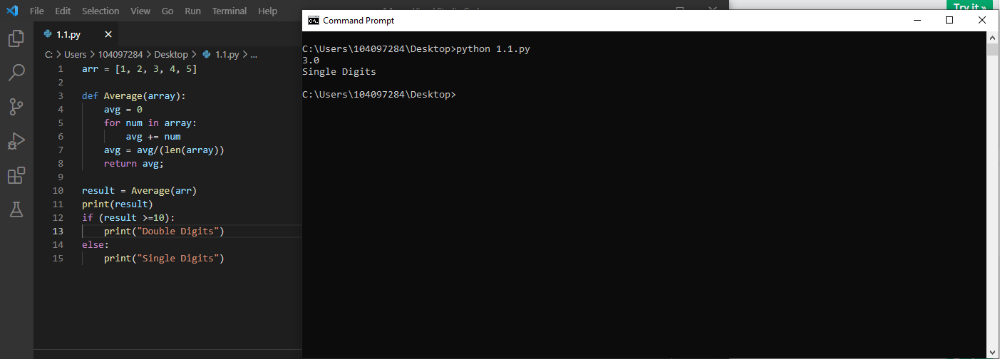 File Edit Selection View Go Run Terminal Help
Try it »
1.1.py
Command Prompt
C: > Users > 104097284 > Desktop > 1.1.py > ...
1 arr = [1, 2, 3, 4, 5]
2
3 def Average(array):
4     avg = 0
5     for num in array:
6         avg += num
7     avg = avg/(len(array))
8     return avg;
9
10 result = Average(arr)
11 print(result)
12 if (result >=10):
13     print("Double Digits")
14 else:
15     print("Single Digits")
C:\Users\104097284\Desktop>python 1.1.py
3.0
Single Digits
C:\Users\104097284\Desktop>